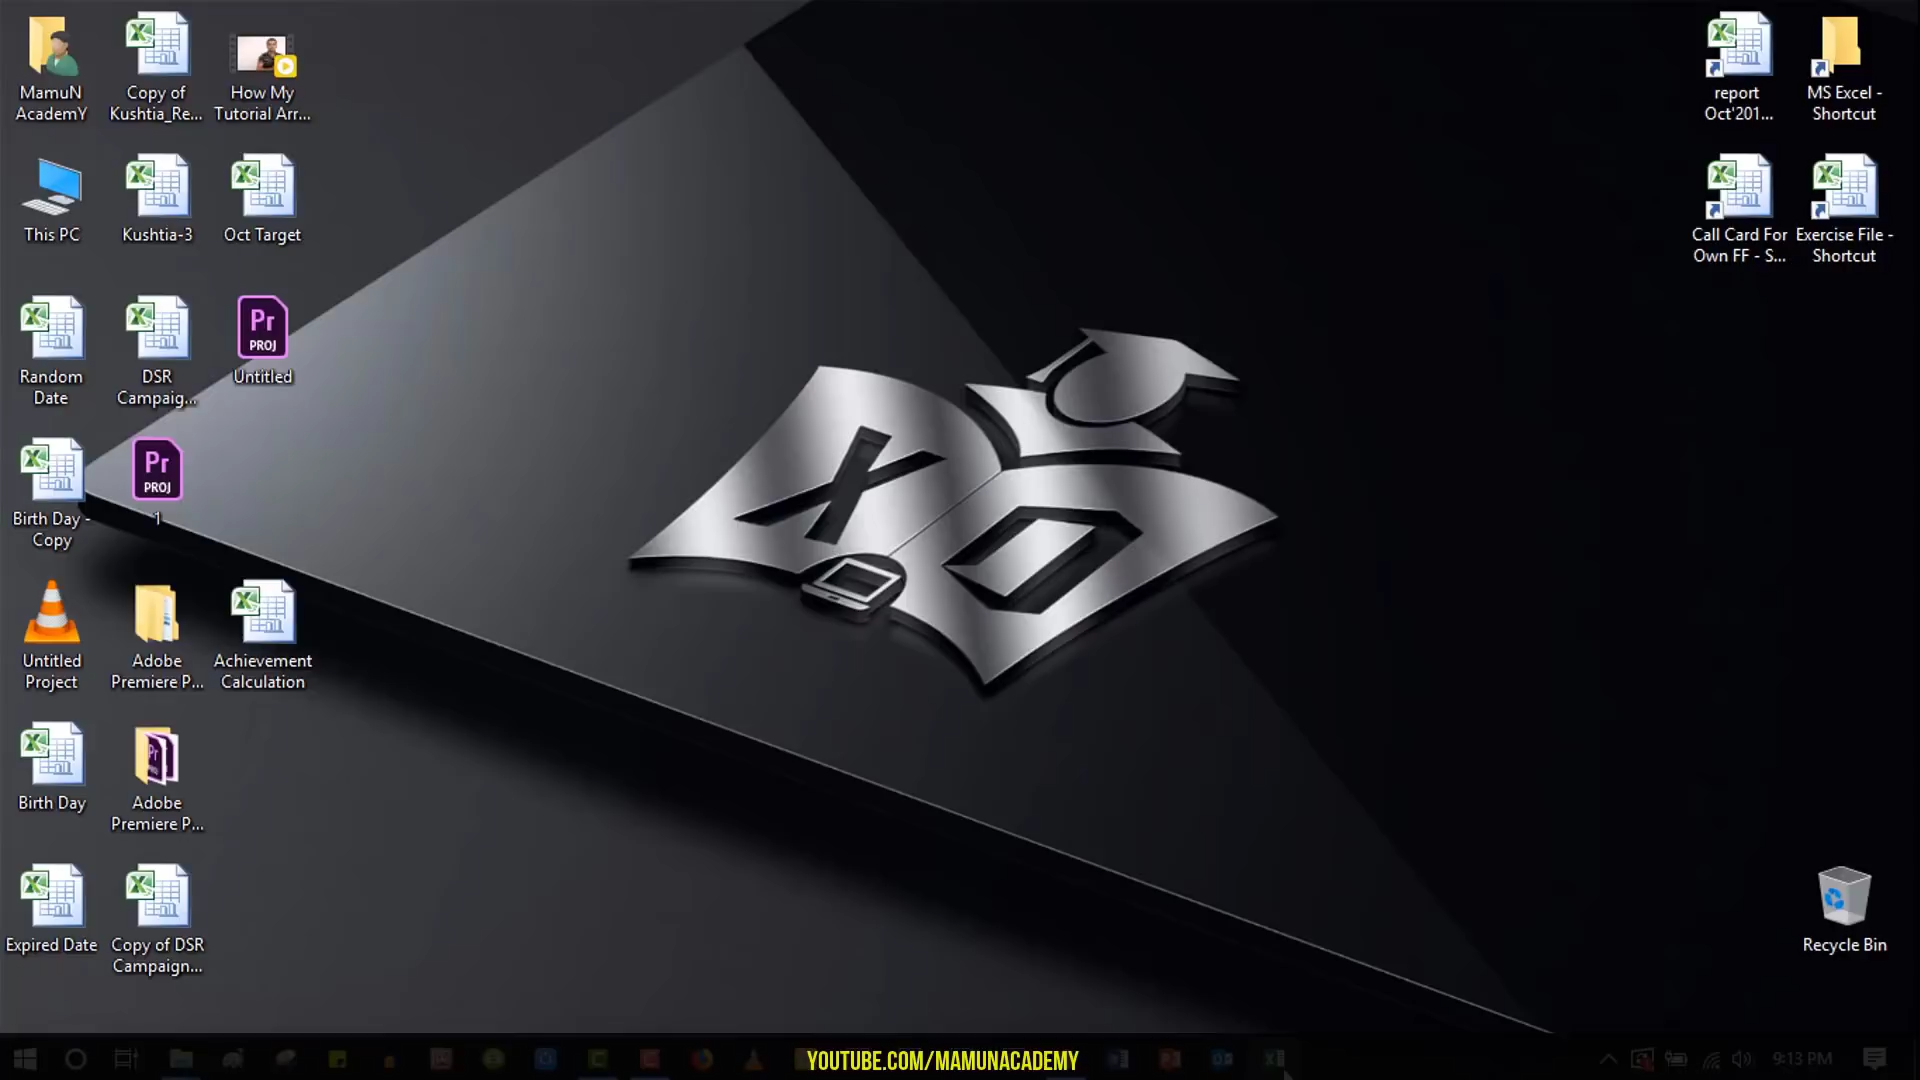 MamuN
AcademY
Copy of
Kushtia_Re...
How My
Tutorial Arr...
report
Oct'201...
MS Excel -
Shortcut
This PC
Kushtia-3
Oct Target
Call Card For
Own FF - S...
Exercise File -
Shortcut
Random
Date
DSR
Campaig...
Pr
PROJ
Untitled
Birth Day -
Copy
Pr
PROJ
1
X
O
Untitled
Project
Adobe
Premiere P...
Achievement
Calculation
Birth Day
Adobe
Premiere P...
Expired Date
Copy of DSR
Campaign...
Recycle Bin
YOUTUBE.COM/MAMUNACADEMY
9:13 PM